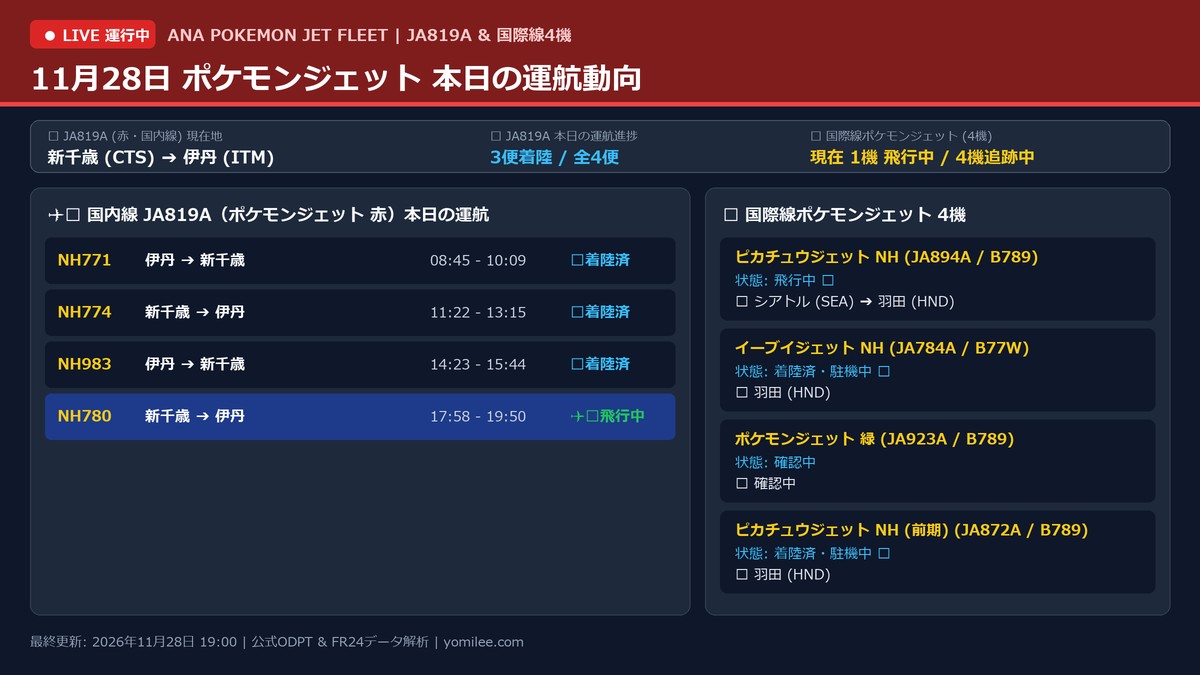 ● LIVE 運行中 ANA POKEMON JET FLEET | JA819A & 国際線4機
11月28日 ポケモンジェット 本日の運航動向
□ JA819A (赤・国内線) 現在地
新千歳 (CTS) → 伊丹 (ITM)
□ JA819A 本日の運航進捗
3便着陸 / 全4便
□ 国際線ポケモンジェット (4機)
現在 1機 飛行中 / 4機追跡中
✈□ 国内線 JA819A（ポケモンジェット 赤）本日の運航
NH771 伊丹 → 新千歳 08:45 - 10:09 □着陸済
NH774 新千歳 → 伊丹 11:22 - 13:15 □着陸済
NH983 伊丹 → 新千歳 14:23 - 15:44 □着陸済
NH780 新千歳 → 伊丹 17:58 - 19:50 ✈□飛行中
□ 国際線ポケモンジェット 4機
ピカチュウジェット NH (JA894A / B789)
状態: 飛行中 □
□ シアトル (SEA) → 羽田 (HND)
イーブイジェット NH (JA784A / B77W)
状態: 着陸済・駐機中 □
□ 羽田 (HND)
ポケモンジェット 緑 (JA923A / B789)
状態: 確認中
□ 確認中
ピカチュウジェット NH (前期) (JA872A / B789)
状態: 着陸済・駐機中 □
□ 羽田 (HND)
最終更新: 2026年11月28日 19:00 | 公式ODPT & FR24データ解析 | yomilee.com